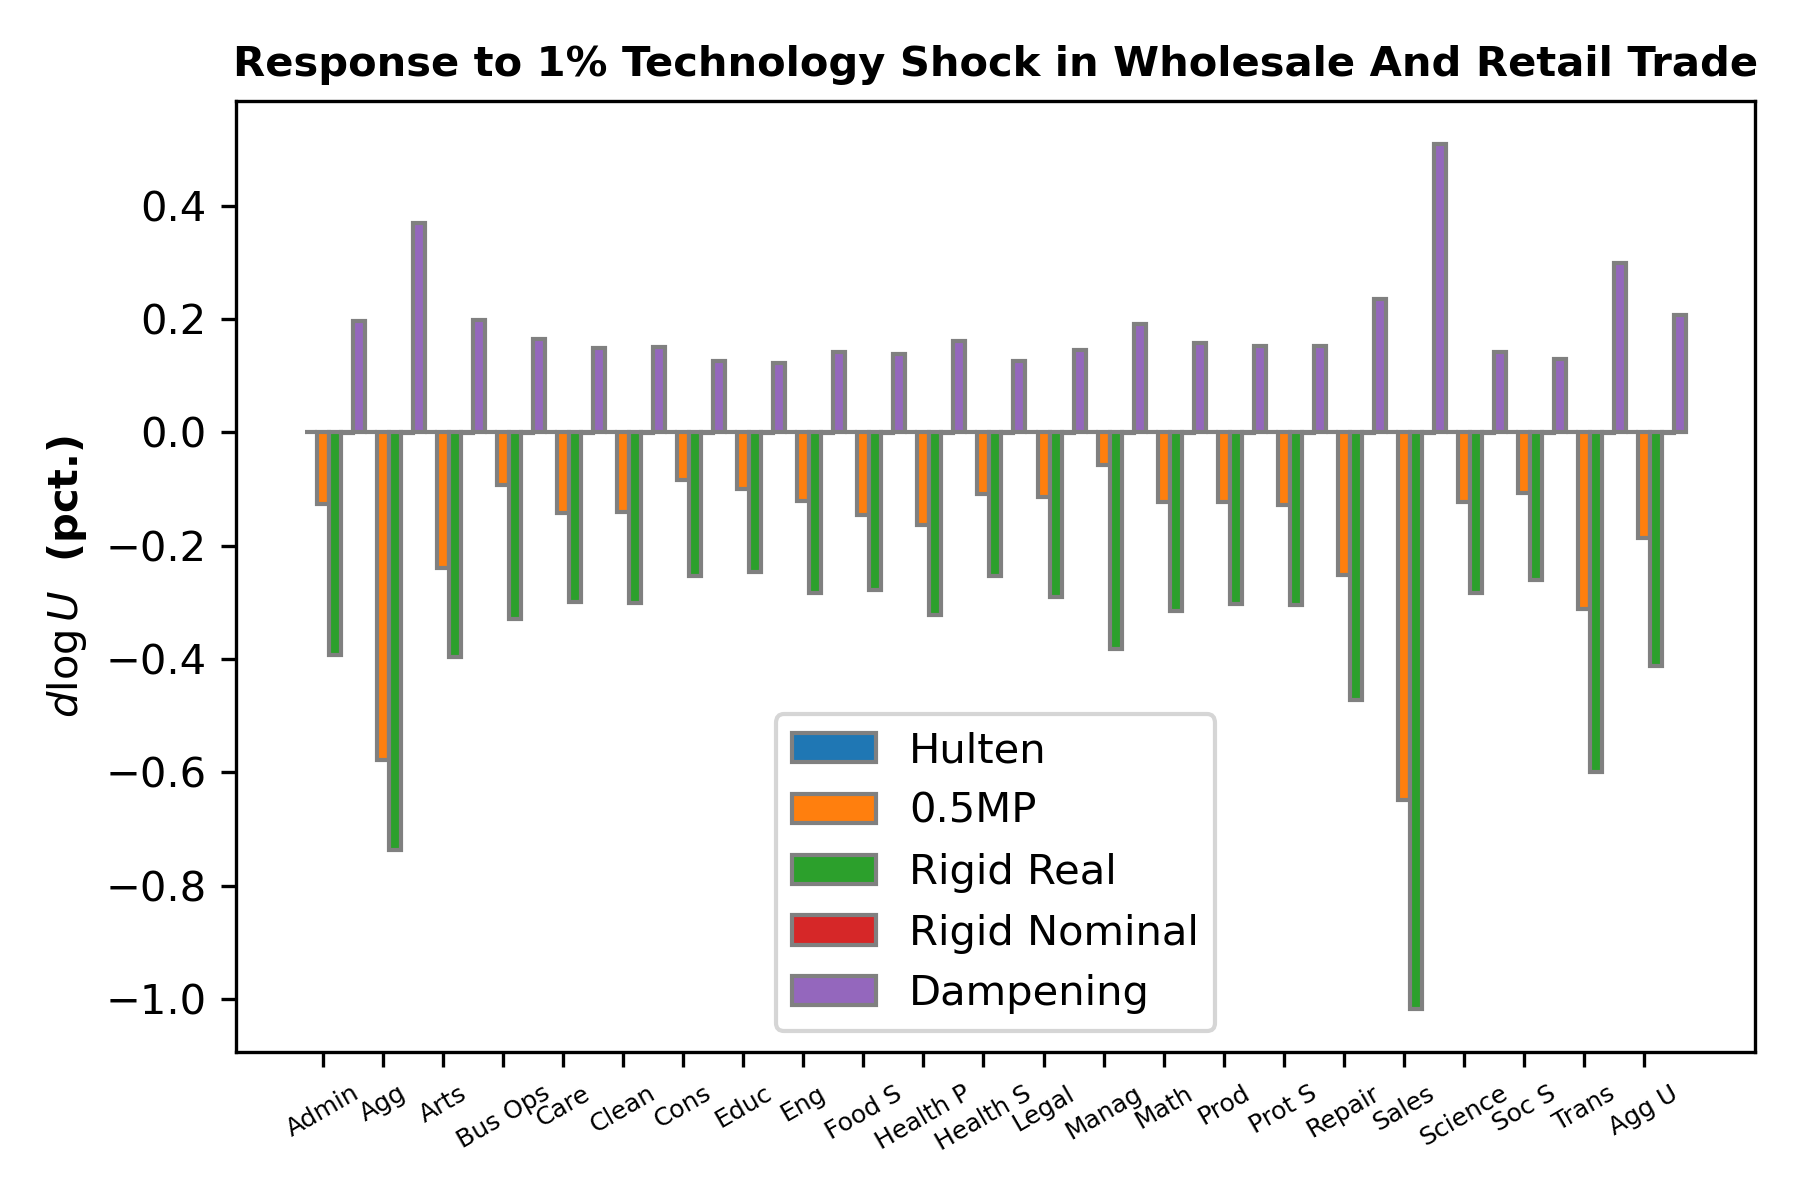 Response to 1% Technology Shock in Wholesale And Retail Trade
dlog U (pct.)
0.4
0.2
0.0
−0.2
−0.4
−0.6
−0.8
−1.0
Hulten
0.5MP
Rigid Real
Rigid Nominal
Dampening
Admin
Agg
Arts
Bus Ops
Care
Clean
Cons
Educ
Eng
Food S
Health P
Health S
Legal
Manag
Math
Prod
Prot S
Repair
Sales
Science
Soc S
Trans
Agg U